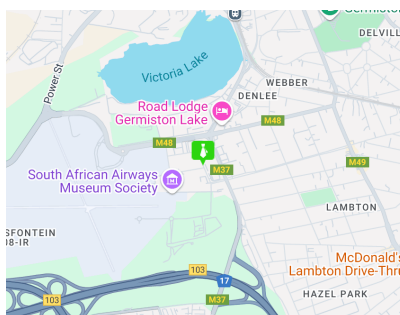 Germiston
DELVILL
Victoria Lake
Power St
WEBBER
DENLEE
Road Lodge
Germiston Lake
M48
M48
M37
M49
South African Airways
Museum Society
LAMBTON
SFONTEIN
08-IR
McDonald's
Lambton Drive-Thru
103
17
103
M37
HAZEL PARK